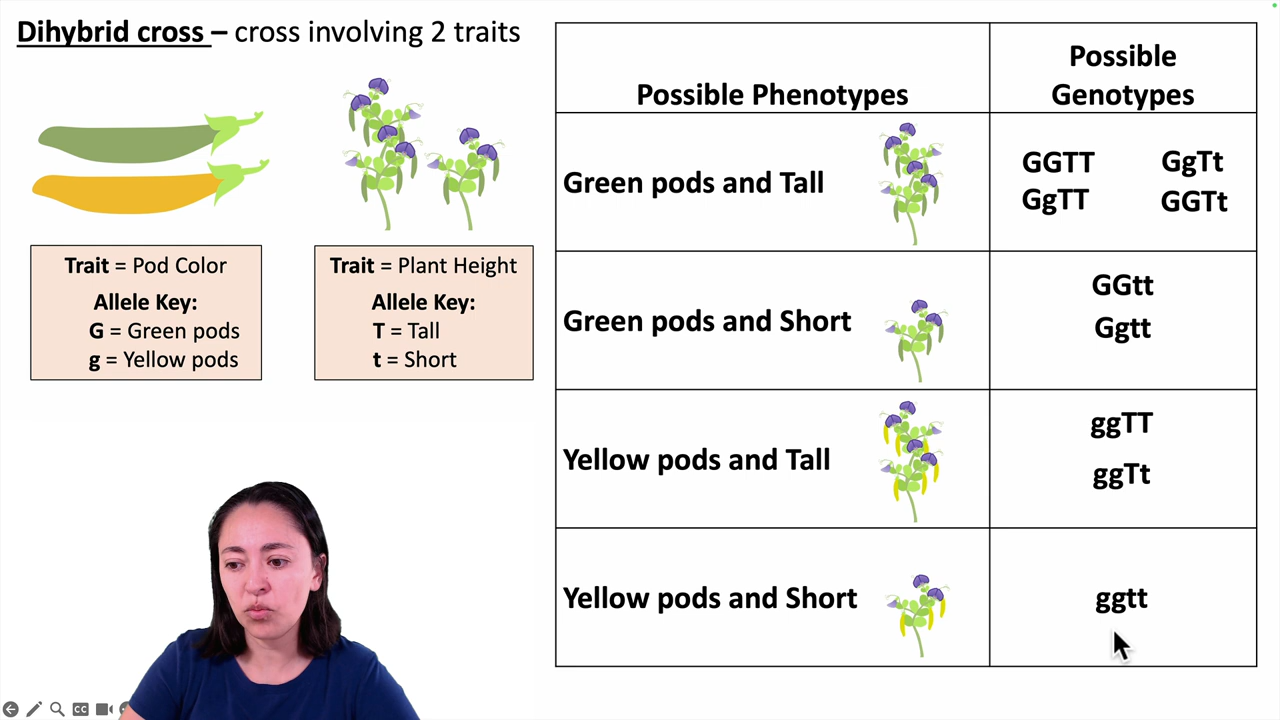 Dihybrid cross – cross involving 2 traits
Trait = Pod Color
Allele Key:
G = Green pods
g = Yellow pods
Trait = Plant Height
Allele Key:
T = Tall
t = Short
Possible Phenotypes
Possible
Genotypes
Green pods and Tall
GGTT GgTt
GgTT GGTt
Green pods and Short
GGtt
Ggtt
Yellow pods and Tall
ggTT
ggTt
Yellow pods and Short
ggtt
CC